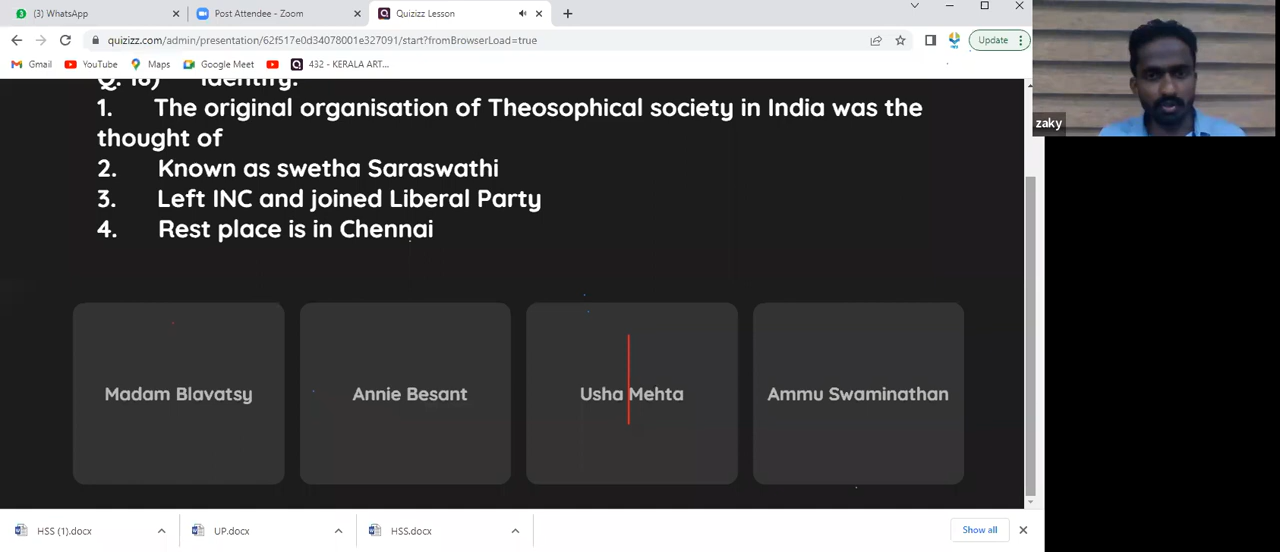 (3) WhatsApp
Post Attendee - Zoom
Quizizz Lesson
quizizz.com/admin/presentation/62f517e0d34078001e327091/start?fromBrowserLoad=true
Update
Gmail
YouTube
Maps
Google Meet
432 - KERALA ART...
zaky
Q. 18) Identify:
1. The original organisation of Theosophical society in India was the
thought of
2. Known as swetha Saraswathi
3. Left INC and joined Liberal Party
4. Rest place is in Chennai
Madam Blavatsy
Annie Besant
Usha Mehta
Ammu Swaminathan
HSS (1).docx
UP.docx
HSS.docx
Show all